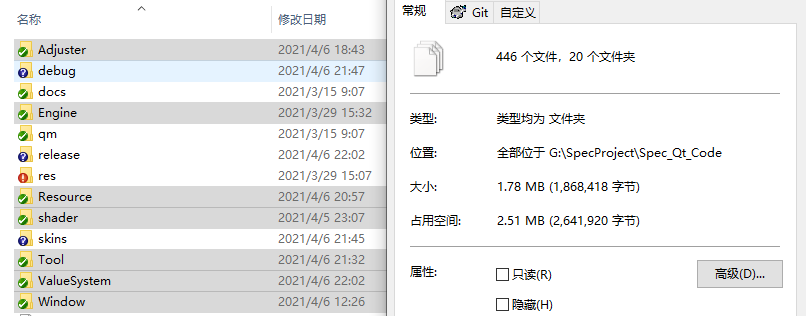 名称 修改日期
Adjuster 2021/4/6 18:43
debug 2021/4/6 21:47
docs 2021/3/15 9:07
Engine 2021/3/29 15:32
qm 2021/3/15 9:07
release 2021/4/6 22:02
res 2021/3/29 15:07
Resource 2021/4/6 20:57
shader 2021/4/5 23:07
skins 2021/4/6 21:45
Tool 2021/4/6 21:32
ValueSystem 2021/4/6 22:02
Window 2021/4/6 12:26
常规 Git 自定义
446 个文件，20 个文件夹
类型: 类型均为 文件夹
位置: 全部位于 G:\SpecProject\Spec_Qt_Code
大小: 1.78 MB (1,868,418 字节)
占用空间: 2.51 MB (2,641,920 字节)
属性: 只读(R) 高级(D)...
隐藏(H)